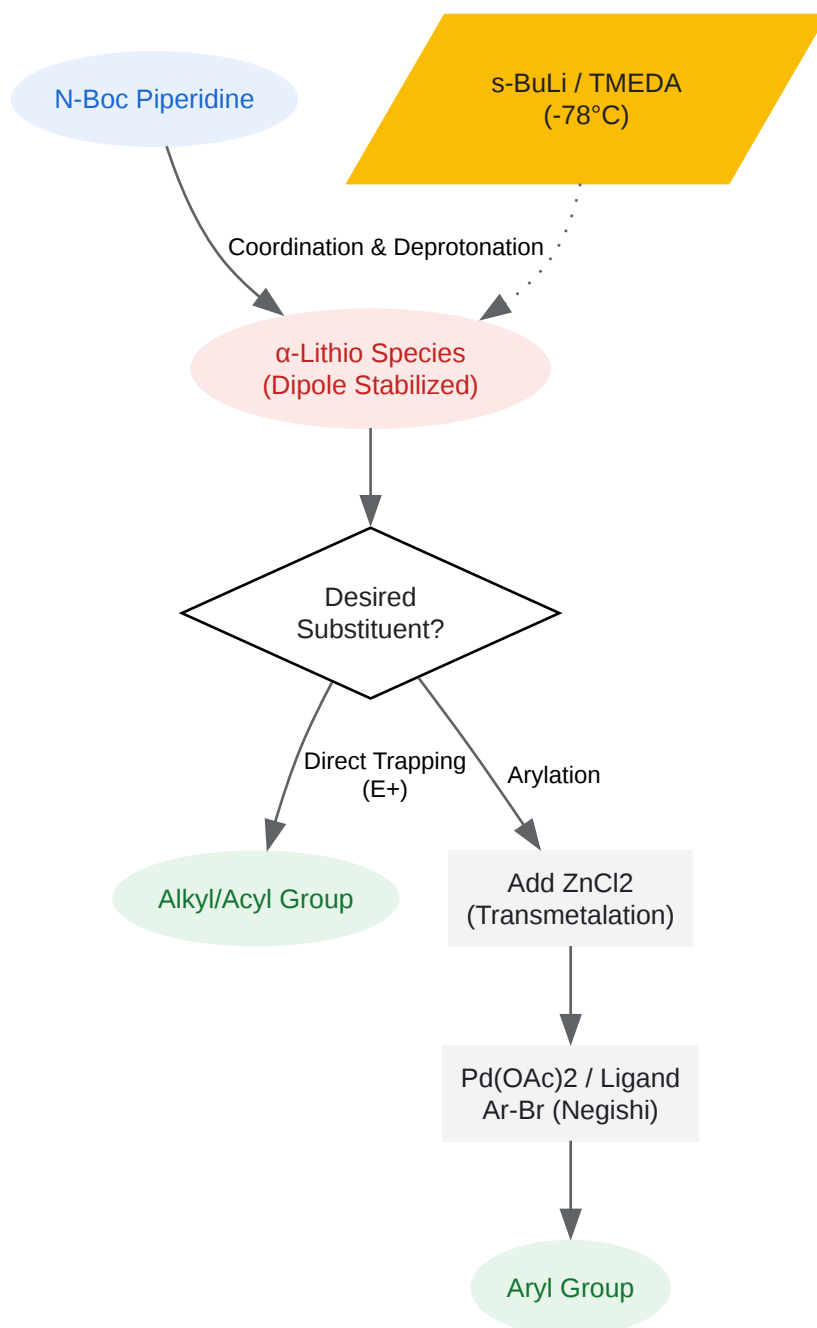 N-Boc Piperidine
s-BuLi / TMEDA
(-78°C)
Coordination & Deprotonation
α-Lithio Species
(Dipole Stabilized)
Desired
Substituent?
Direct Trapping
(E+)
Arylation
Alkyl/Acyl Group
Add ZnCl2
(Transmetalation)
Pd(OAc)2 / Ligand
Ar-Br (Negishi)
Aryl Group